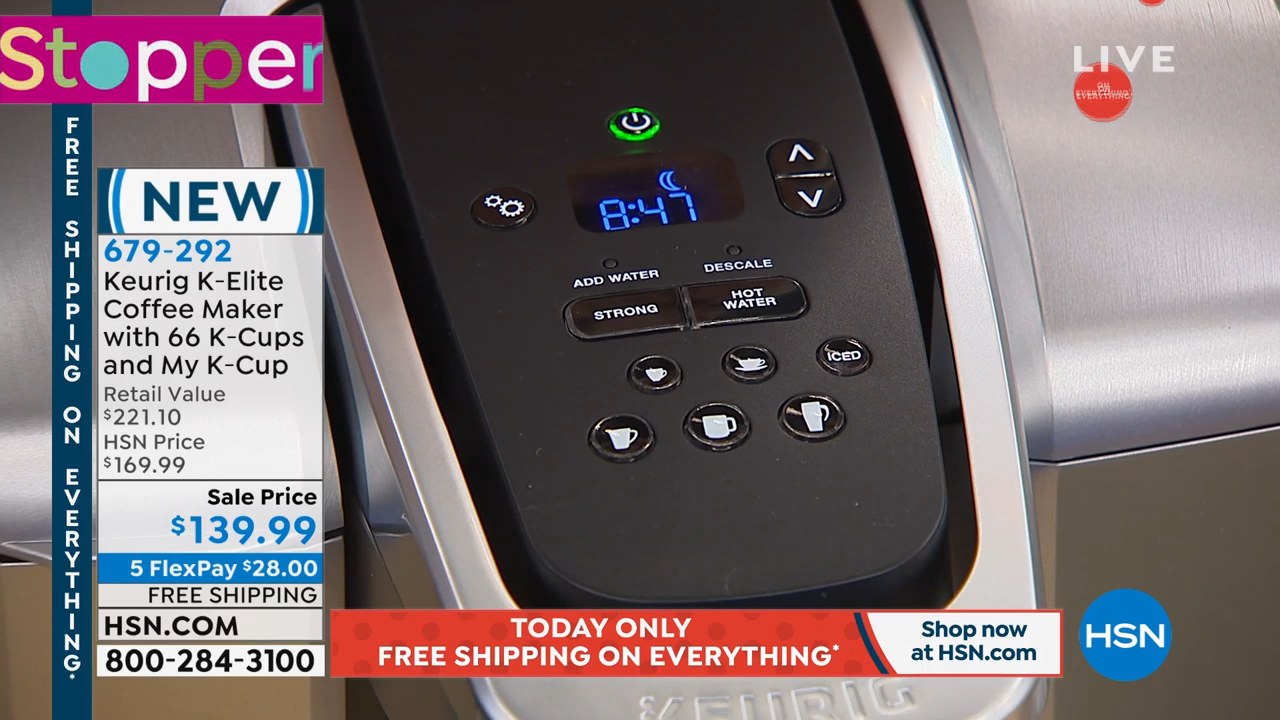 Stopper
FREE SHIPPING ON EVERYTHING*
NEW
679-292
Keurig K-Elite
Coffee Maker
with 66 K-Cups
and My K-Cup
Retail Value
$221.10
HSN Price
$169.99
Sale Price
$139.99
5 FlexPay $28.00
FREE SHIPPING
HSN.COM
800-284-3100
8:47
ADD WATER
DESCALE
STRONG
HOT
WATER
ICED
KEURIG
LIVE
ON
EVERYTHING*
TODAY ONLY
FREE SHIPPING ON EVERYTHING*
Shop now
at HSN.com
HSN